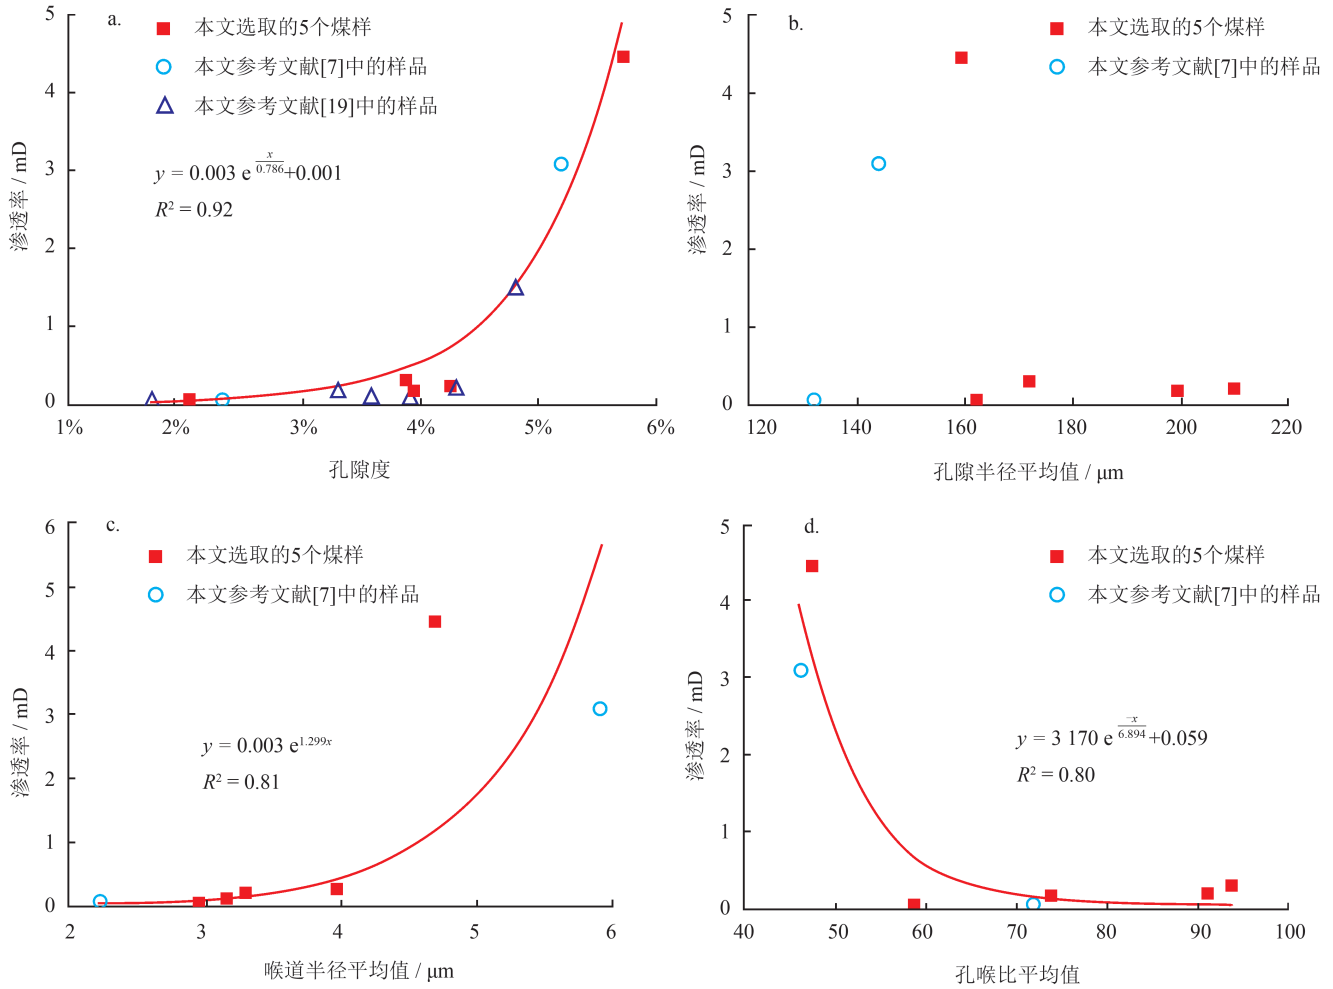 a.
本文选取的5个煤样
本文参考文献[7]中的样品
本文参考文献[19]中的样品
y = 0.003 e^(x/0.786)+0.001
R² = 0.92
渗透率 / mD
5
4
3
2
1
0
1% 2% 3% 4% 5% 6%
孔隙度
b.
本文选取的5个煤样
本文参考文献[7]中的样品
渗透率 / mD
5
4
3
2
1
0
120 140 160 180 200 220
孔隙半径平均值 / μm
c.
本文选取的5个煤样
本文参考文献[7]中的样品
y = 0.003 e^(1.299x)
R² = 0.81
渗透率 / mD
6
5
4
3
2
1
0
2 3 4 5 6
喉道半径平均值 / μm
d.
本文选取的5个煤样
本文参考文献[7]中的样品
y = 3 170 e^(−x/6.894)+0.059
R² = 0.80
渗透率 / mD
5
4
3
2
1
0
40 50 60 70 80 90 100
孔喉比平均值